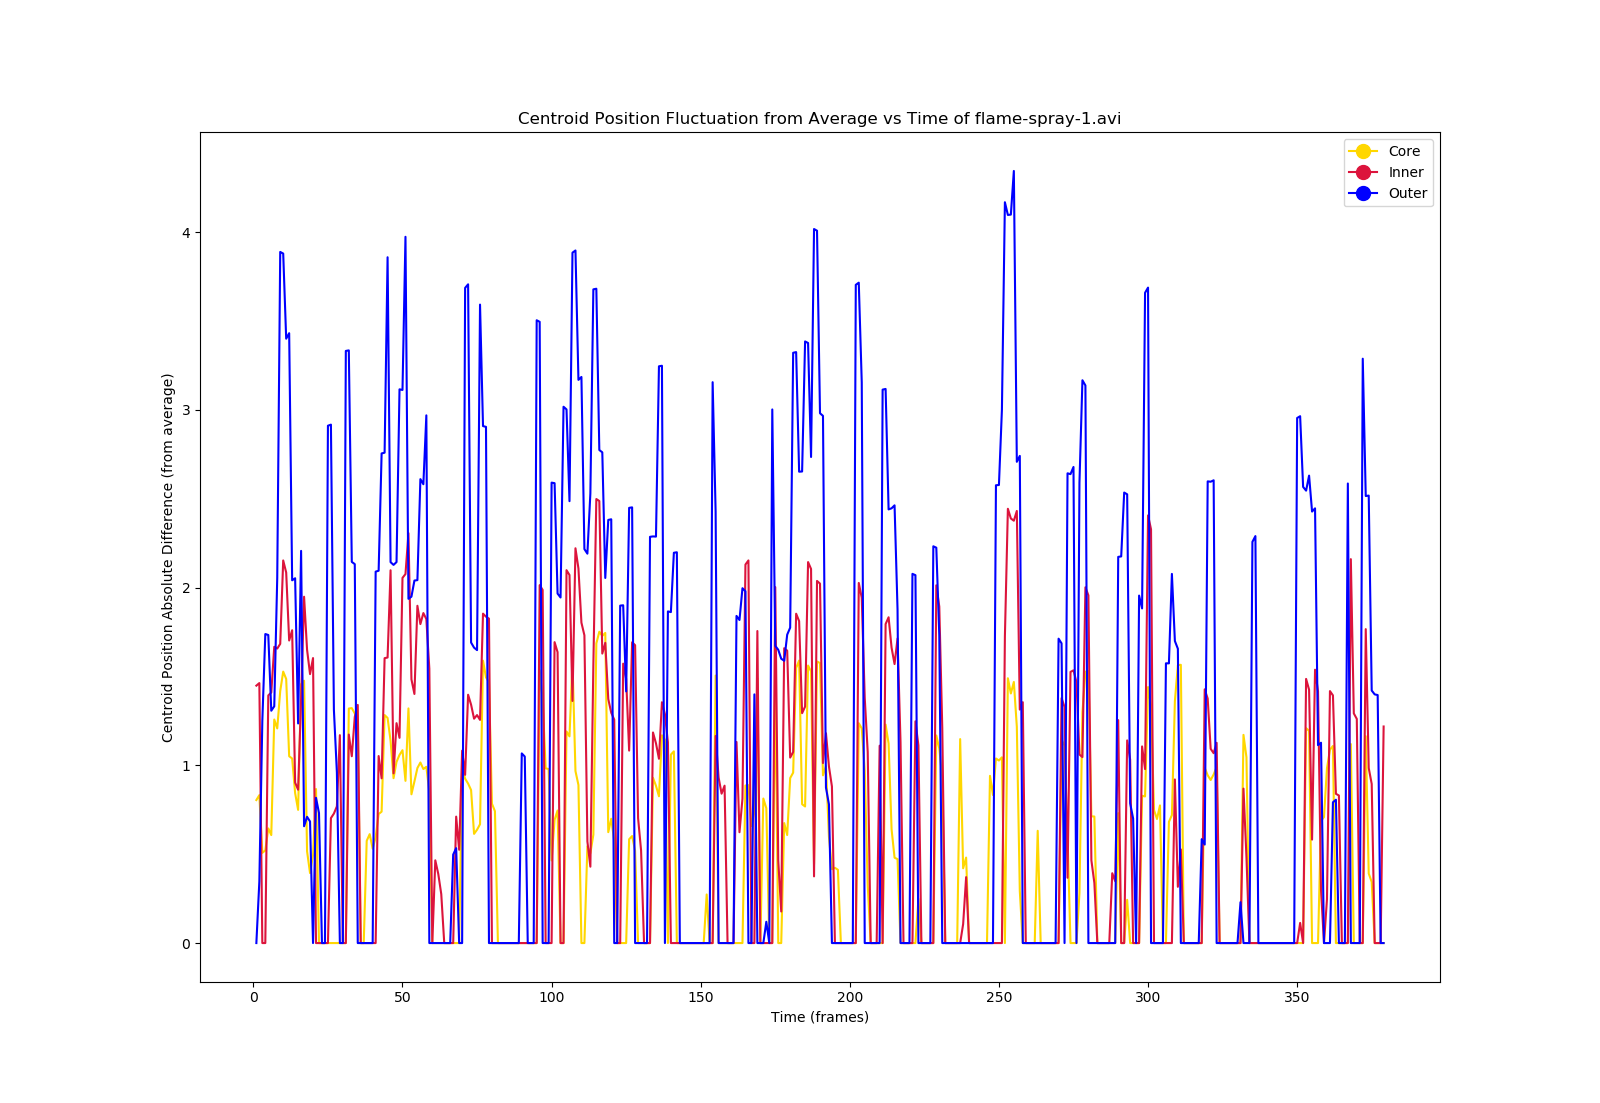 Centroid Position Fluctuation from Average vs Time of flame-spray-1.avi
Core
Inner
Outer
Centroid Position Absolute Difference (from average)
4
3
2
1
0
0 50 100 150 200 250 300 350
Time (frames)